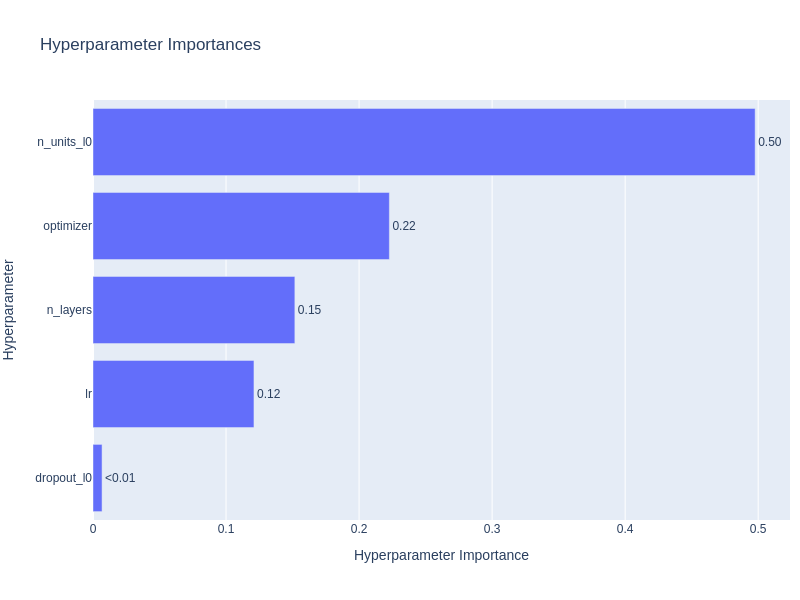 Hyperparameter Importances
Hyperparameter
n_units_l0
0.50
optimizer
0.22
n_layers
0.15
lr
0.12
dropout_l0
<0.01
0
0.1
0.2
0.3
0.4
0.5
Hyperparameter Importance